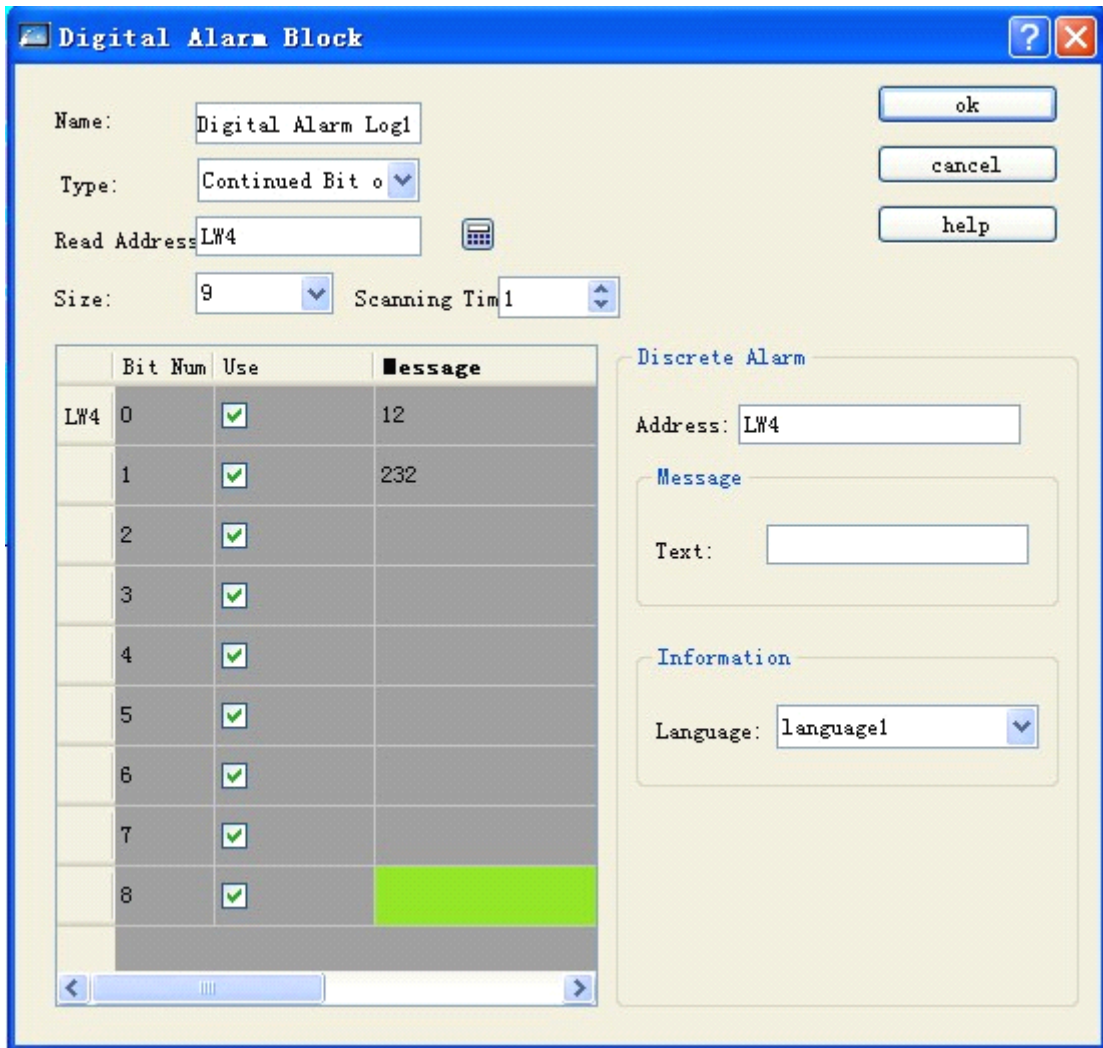 Digital Alarm Block
Name: Digital Alarm Log1
ok
Type: Continued Bit o
cancel
Read Address LW4
help
Size: 9 Scanning Tim 1
Bit Num Use Message
LW4 0 12
1 232
2
3
4
5
6
7
8
Discrete Alarm
Address: LW4
Message
Text:
Information
Language: language1